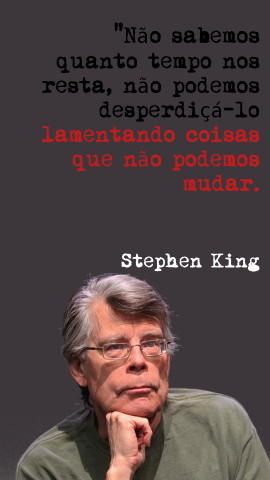 "Não sabemos
quanto tempo nos
resta, não podemos
desperdiçá-lo
lamentando coisas
que não podemos
mudar.
Stephen King